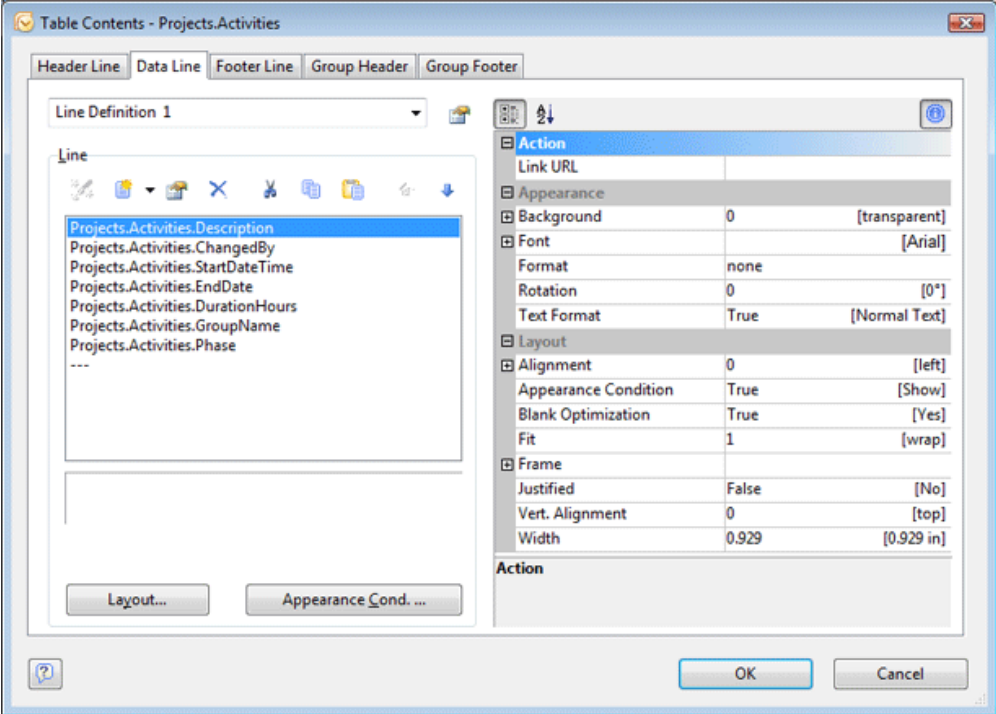 Table Contents - Projects.Activities
Header Line Data Line Footer Line Group Header Group Footer
Line Definition 1
Line
Projects.Activities.Description
Projects.Activities.ChangedBy
Projects.Activities.StartDateTime
Projects.Activities.EndDate
Projects.Activities.DurationHours
Projects.Activities.GroupName
Projects.Activities.Phase
---
Layout... Appearance Cond. ...
Action
Link URL
Appearance
Background 0 [transparent]
Font [Arial]
Format none
Rotation 0 [0°]
Text Format True [Normal Text]
Layout
Alignment 0 [left]
Appearance Condition True [Show]
Blank Optimization True [Yes]
Fit 1 [wrap]
Frame
Justified False [No]
Vert. Alignment 0 [top]
Width 0.929 [0.929 in]
Action
OK Cancel